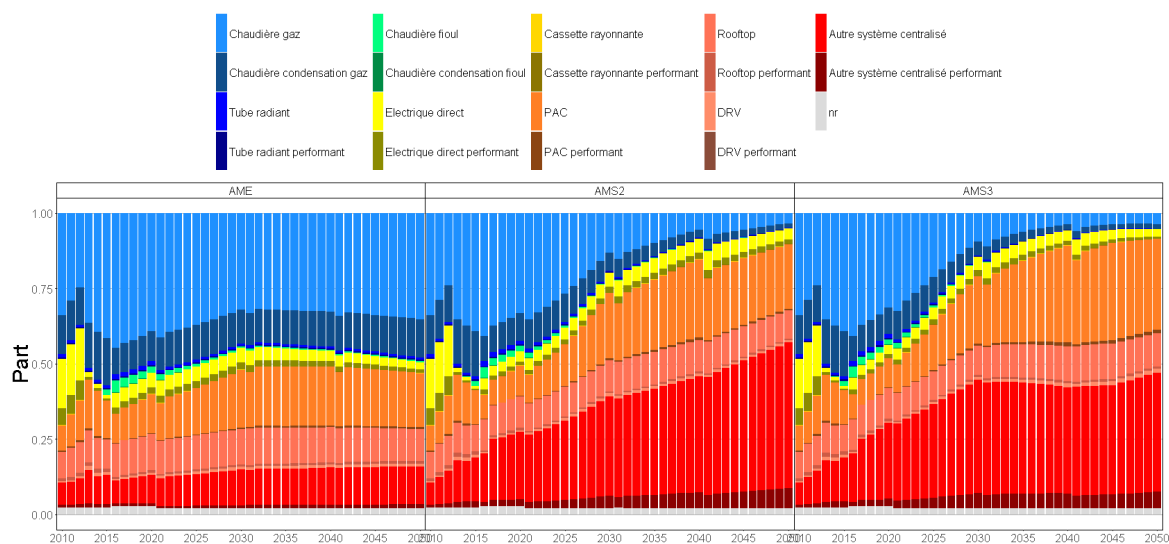 Chaudière gaz
Chaudière fioul
Cassette rayonnante
Rooftop
Autre système centralisé
Chaudière condensation gaz
Chaudière condensation fioul
Cassette rayonnante performant
Rooftop performant
Autre système centralisé performant
Tube radiant
Electrique direct
PAC
DRV
nr
Tube radiant performant
Electrique direct performant
PAC performant
DRV performant
AME
AMS2
AMS3
1.00
0.75
0.50
0.25
0.00
Part
2010 2015 2020 2025 2030 2035 2040 2045 2050
2010 2015 2020 2025 2030 2035 2040 2045 2050
2010 2015 2020 2025 2030 2035 2040 2045 2050